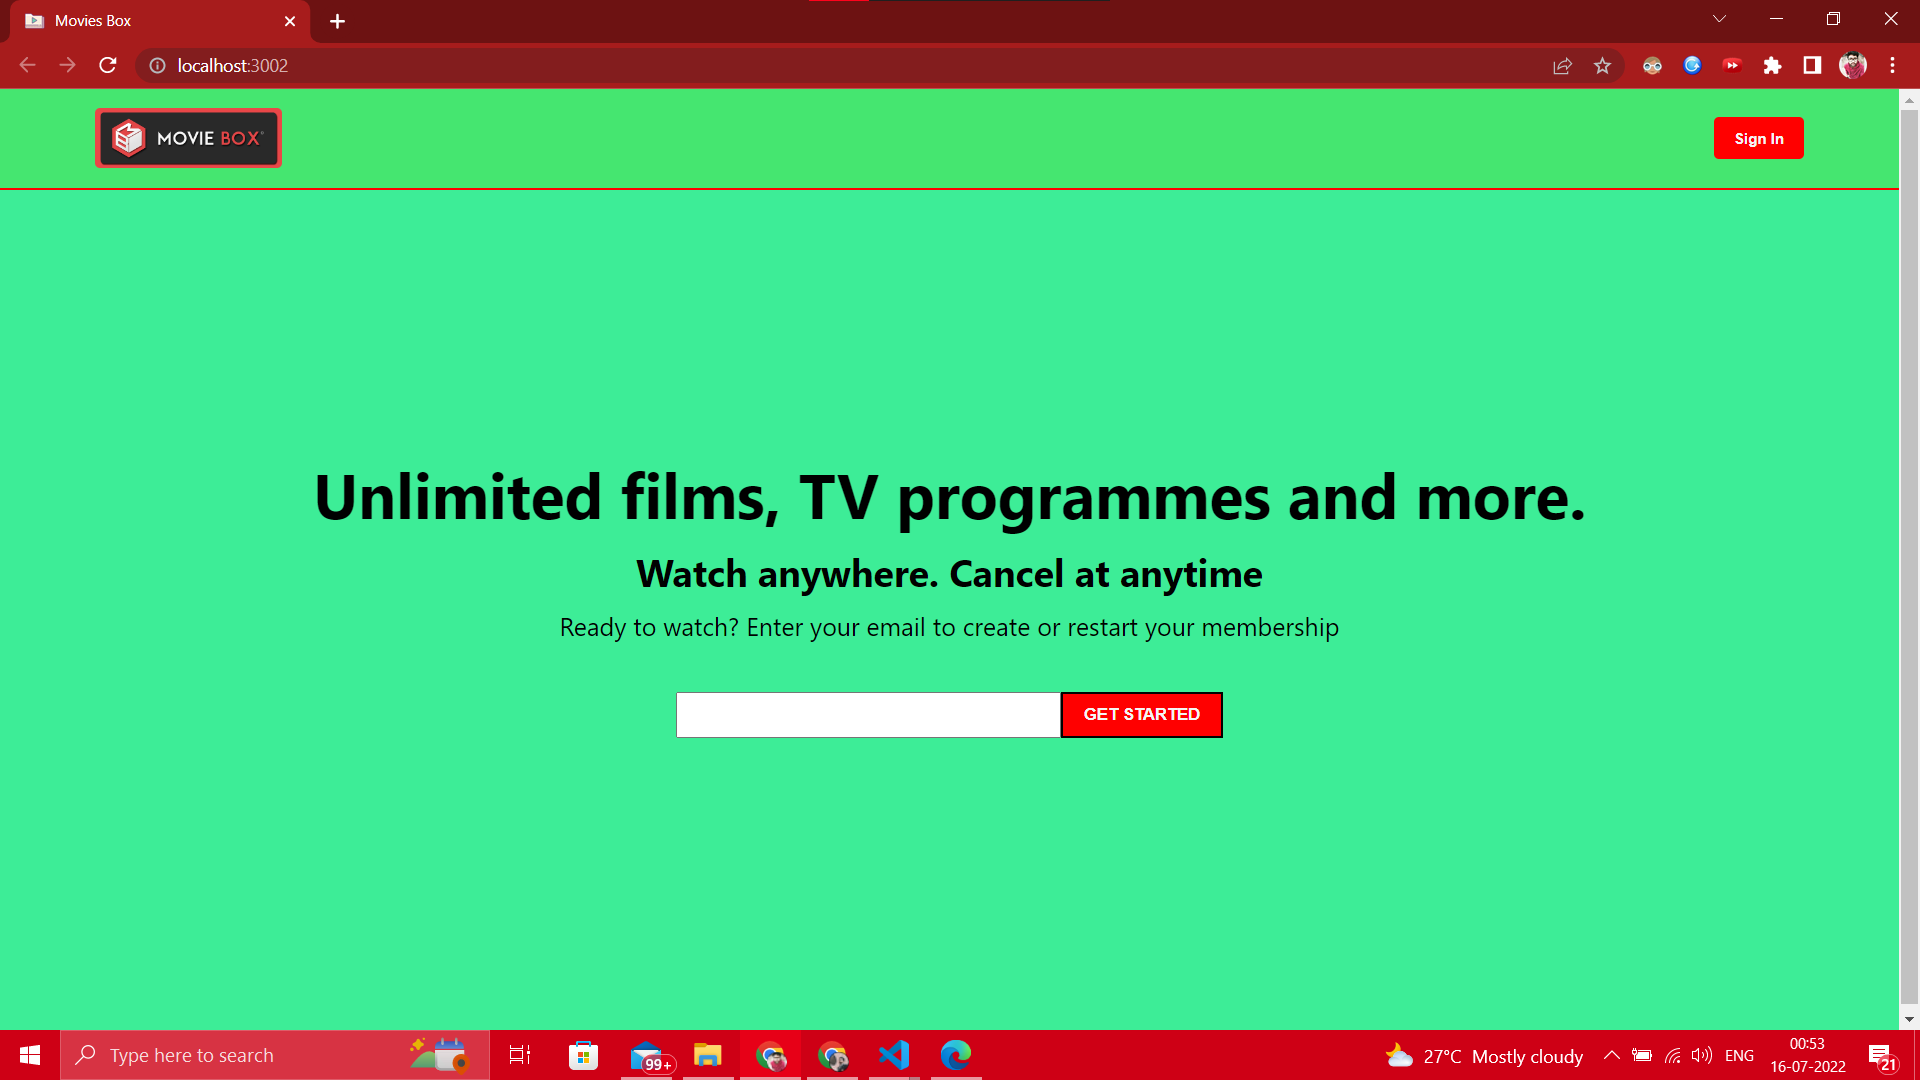 Movies Box
localhost:3002
MOVIE BOX
Sign In
Unlimited films, TV programmes and more.
Watch anywhere. Cancel at anytime
Ready to watch? Enter your email to create or restart your membership
GET STARTED
Type here to search
99+
27°C Mostly cloudy
ENG
00:53
16-07-2022
21